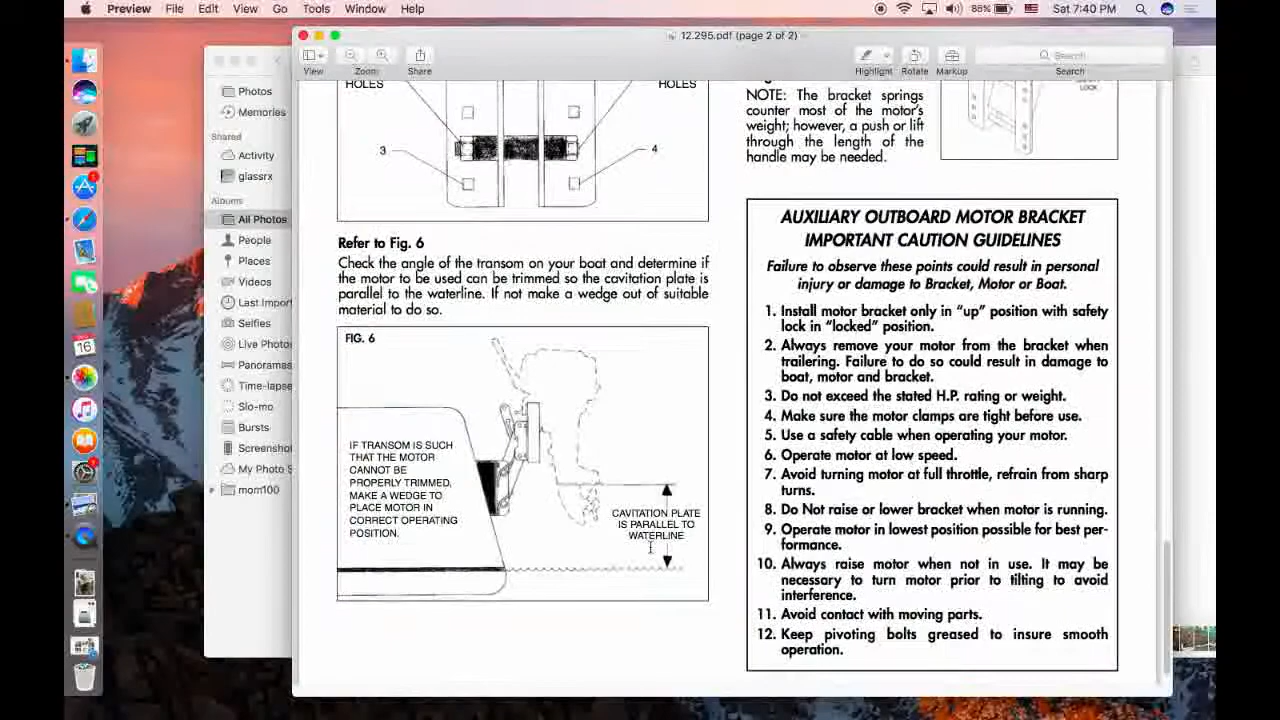 Preview File Edit View Go Tools Window Help
88% Sat 7:40 PM
12.295.pdf (page 2 of 2)
View Zoom Share Highlight Rotate Markup Search
Search
Photos
Memories
Shared
Activity
glassrx
Albums
All Photos
People
Places
Videos
Last Import
Selfies
Live Photo
Panoramas
Time-lapse
Slo-mo
Bursts
Screenshot
My Photo S
mom100
1
16
1
HOLES HOLES
3 4
Refer to Fig. 6
Check the angle of the transom on your boat and determine if
the motor to be used can be trimmed so the cavitation plate is
parallel to the waterline. If not make a wedge out of suitable
material to do so.
FIG. 6
IF TRANSOM IS SUCH
THAT THE MOTOR
CANNOT BE
PROPERLY TRIMMED,
MAKE A WEDGE TO
PLACE MOTOR IN
CORRECT OPERATING
POSITION.
CAVITATION PLATE
IS PARALLEL TO
WATERLINE
NOTE: The bracket springs
counter most of the motor's
weight; however, a push or lift
through the length of the
handle may be needed.
LOCK
AUXILIARY OUTBOARD MOTOR BRACKET
IMPORTANT CAUTION GUIDELINES
Failure to observe these points could result in personal
injury or damage to Bracket, Motor or Boat.
1. Install motor bracket only in “up” position with safety
lock in “locked” position.
2. Always remove your motor from the bracket when
trailering. Failure to do so could result in damage to
boat, motor and bracket.
3. Do not exceed the stated H.P. rating or weight.
4. Make sure the motor clamps are tight before use.
5. Use a safety cable when operating your motor.
6. Operate motor at low speed.
7. Avoid turning motor at full throttle, refrain from sharp
turns.
8. Do Not raise or lower bracket when motor is running.
9. Operate motor in lowest position possible for best per-
formance.
10. Always raise motor when not in use. It may be
necessary to turn motor prior to tilting to avoid
interference.
11. Avoid contact with moving parts.
12. Keep pivoting bolts greased to insure smooth
operation.